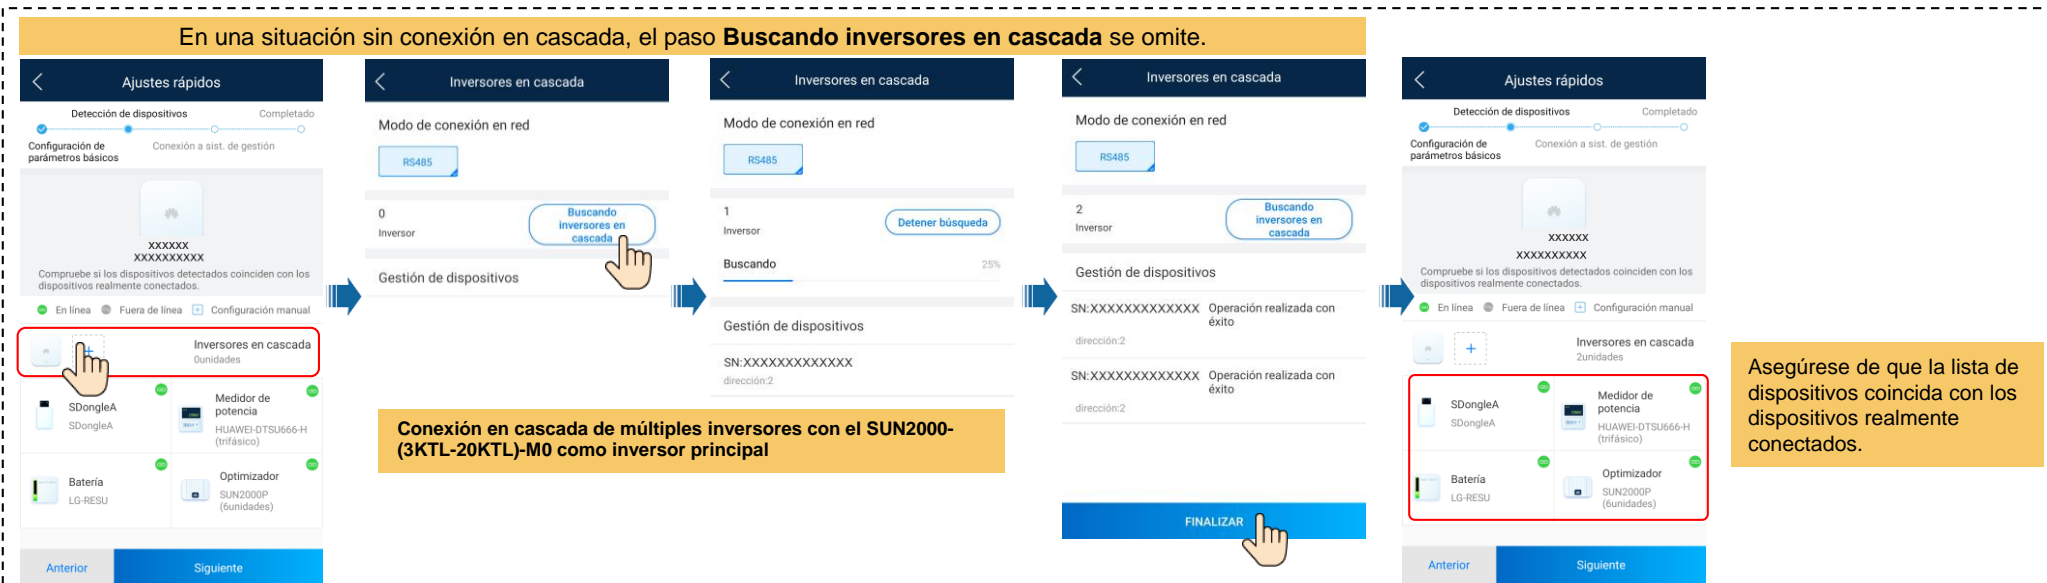 En una situación sin conexión en cascada, el paso Buscando inversores en cascada se omite.
Ajustes rápidos
Detección de dispositivos
Completado
Configuración de
parámetros básicos
Conexión a sist. de gestión
XXXXXX
XXXXXXXXXX
Compruebe si los dispositivos detectados coinciden con los
dispositivos realmente conectados.
En línea
Fuera de línea
Configuración manual
Inversores en cascada
0unidades
SDongleA
SDongleA
Medidor de
potencia
HUAWEI-DTSU666-H
(trifásico)
Batería
LG-RESU
Optimizador
SUN2000P
(6unidades)
Anterior
Siguiente
Inversores en cascada
Modo de conexión en red
RS485
0
Inversor
Buscando
inversores en
cascada
Gestión de dispositivos
Inversores en cascada
Modo de conexión en red
RS485
1
Inversor
Detener búsqueda
Buscando
25%
Gestión de dispositivos
SN:XXXXXXXXXXXXX
dirección:2
Conexión en cascada de múltiples inversores con el SUN2000-
(3KTL-20KTL)-M0 como inversor principal
Inversores en cascada
Modo de conexión en red
RS485
2
Inversor
Buscando
inversores en
cascada
Gestión de dispositivos
SN:XXXXXXXXXXXXX
Operación realizada con
éxito
dirección:2
SN:XXXXXXXXXXXXX
Operación realizada con
éxito
dirección:2
FINALIZAR
Ajustes rápidos
Detección de dispositivos
Completado
Configuración de
parámetros básicos
Conexión a sist. de gestión
XXXXXX
XXXXXXXXXX
Compruebe si los dispositivos detectados coinciden con los
dispositivos realmente conectados.
En línea
Fuera de línea
Configuración manual
Inversores en cascada
2unidades
SDongleA
SDongleA
Medidor de
potencia
HUAWEI-DTSU666-H
(trifásico)
Batería
LG-RESU
Optimizador
SUN2000P
(6unidades)
Anterior
Siguiente
Asegúrese de que la lista de
dispositivos coincida con los
dispositivos realmente
conectados.